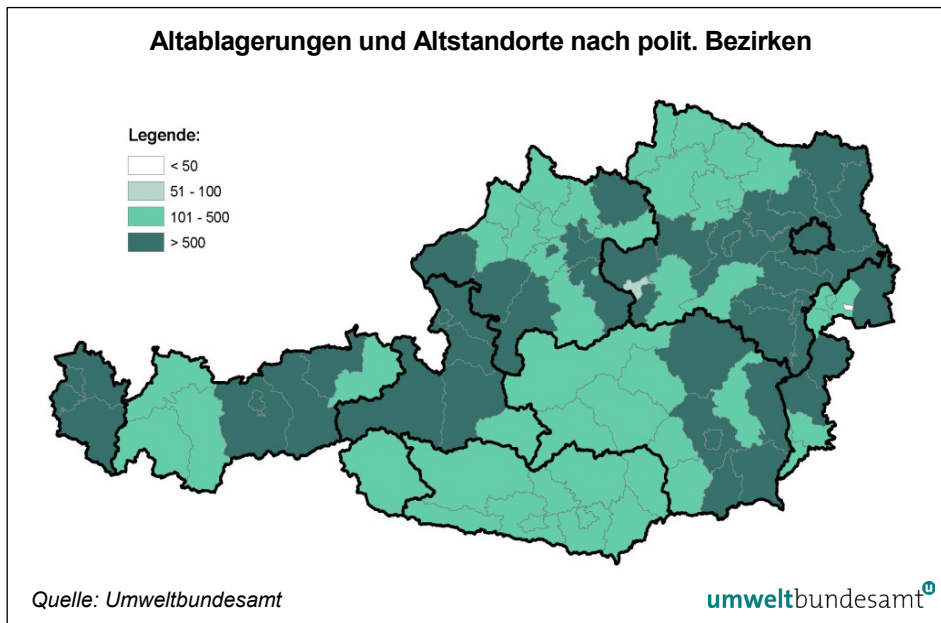 Altablagerungen und Altstandorte nach polit. Bezirken
Legende:
< 50
51 - 100
101 - 500
> 500
Quelle: Umweltbundesamt
umweltbundesamt
u